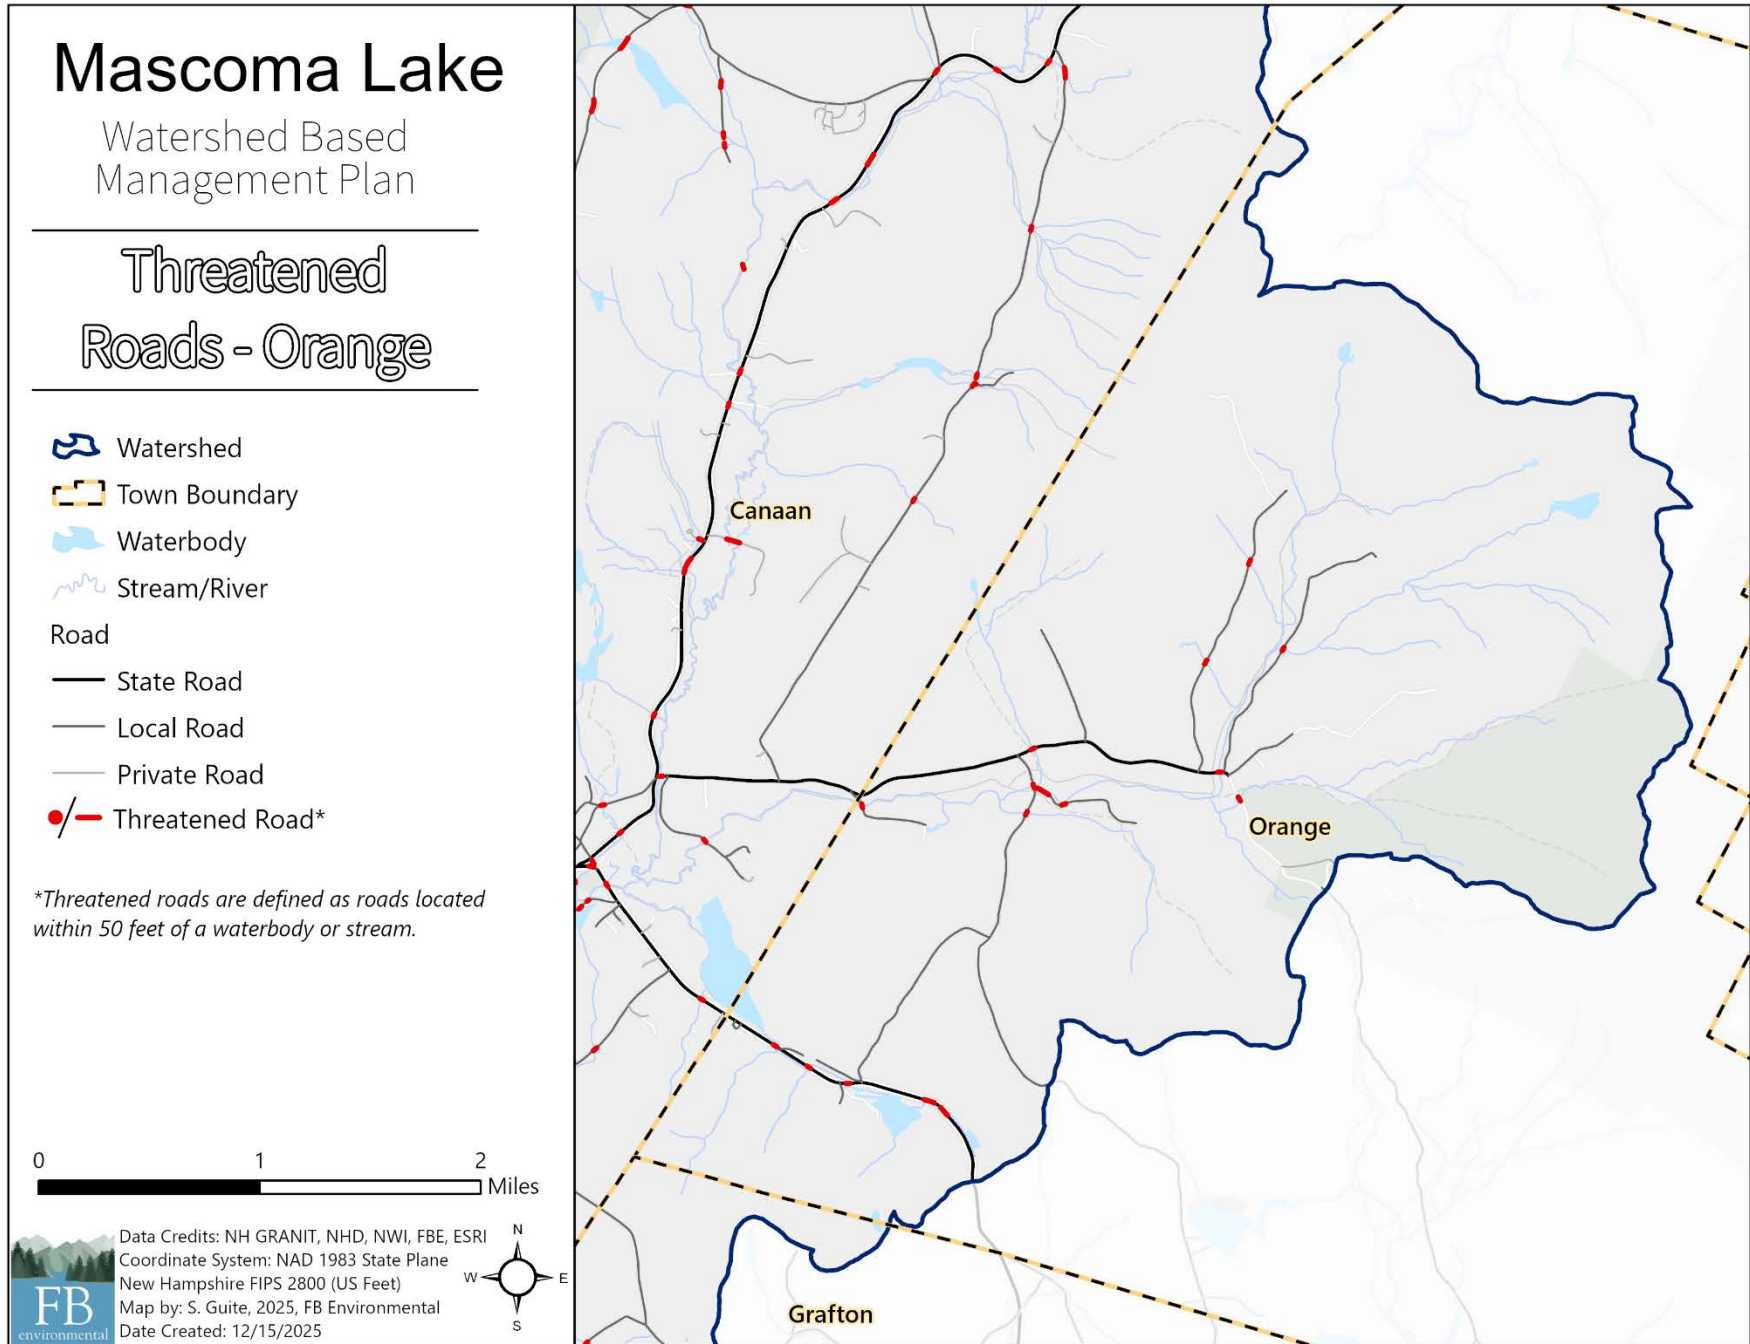 Mascoma Lake
Watershed Based
Management Plan
Threatened
Roads - Orange
Watershed
Town Boundary
Waterbody
Stream/River
Road
State Road
Local Road
Private Road
Threatened Road*
*Threatened roads are defined as roads located
within 50 feet of a waterbody or stream.
0 1 2
Miles
FB
environmental
Data Credits: NH GRANIT, NHD, NWI, FBE, ESRI
Coordinate System: NAD 1983 State Plane
New Hampshire FIPS 2800 (US Feet)
Map by: S. Guite, 2025, FB Environmental
Date Created: 12/15/2025
N
W E
S
Canaan
Orange
Grafton